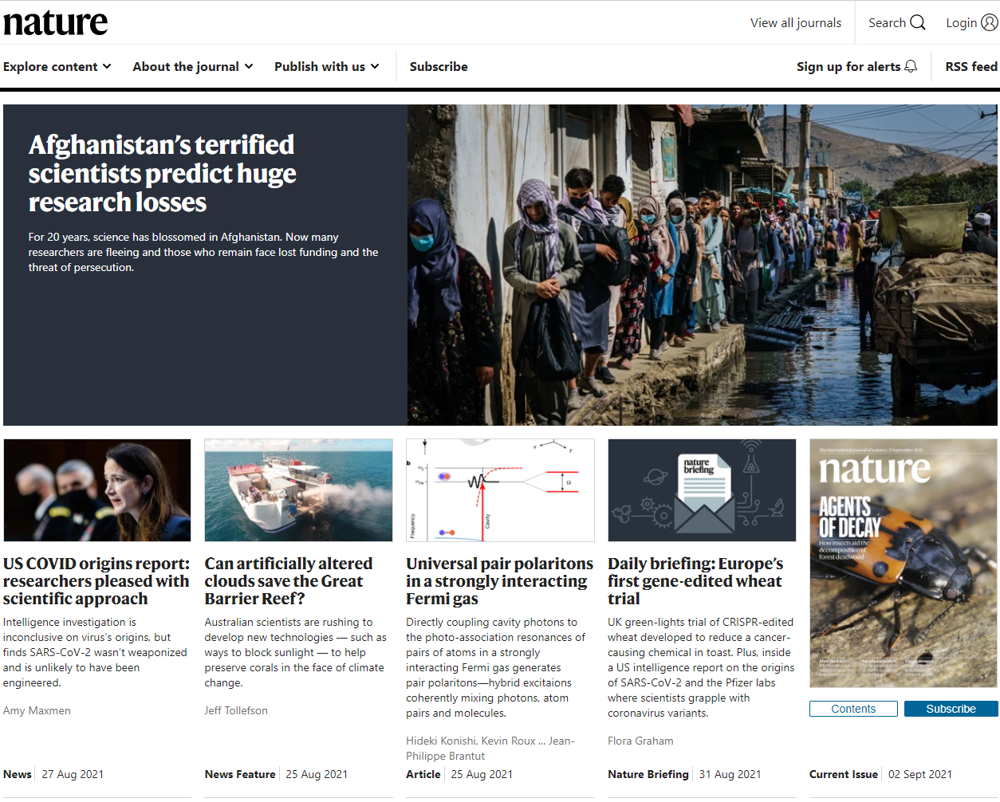 nature
View all journals
Search
Login
Explore content
About the journal
Publish with us
Subscribe
Sign up for alerts
RSS feed
Afghanistan’s terrified
scientists predict huge
research losses
For 20 years, science has blossomed in Afghanistan. Now many
researchers are fleeing and those who remain face lost funding and the
threat of persecution.
US COVID origins report:
researchers pleased with
scientific approach
Intelligence investigation is
inconclusive on virus’s origins, but
finds SARS-CoV-2 wasn’t weaponized
and is unlikely to have been
engineered.
Amy Maxmen
News
27 Aug 2021
Can artificially altered
clouds save the Great
Barrier Reef?
Australian scientists are rushing to
develop new technologies — such as
ways to block sunlight — to help
preserve corals in the face of climate
change.
Jeff Tollefson
News Feature
25 Aug 2021
x
y
b
Ω
Frequency
Cavity
Universal pair polaritons
in a strongly interacting
Fermi gas
Directly coupling cavity photons to
the photo-association resonances of
pairs of atoms in a strongly
interacting Fermi gas generates
pair polaritons—hybrid excitaions
coherently mixing photons, atom
pairs and molecules.
Hideki Konishi, Kevin Roux ... Jean-
Philippe Brantut
Article
25 Aug 2021
nature
briefing
Daily briefing: Europe’s
first gene-edited wheat
trial
UK green-lights trial of CRISPR-edited
wheat developed to reduce a cancer-
causing chemical in toast. Plus, inside
a US intelligence report on the origins
of SARS-CoV-2 and the Pfizer labs
where scientists grapple with
coronavirus variants.
Flora Graham
Nature Briefing
31 Aug 2021
The international journal of science / 2 September 2021
nature
AGENTS
OF DECAY
How insects aid the
decomposition of
forest deadwood
Contents
Subscribe
Current Issue
02 Sept 2021